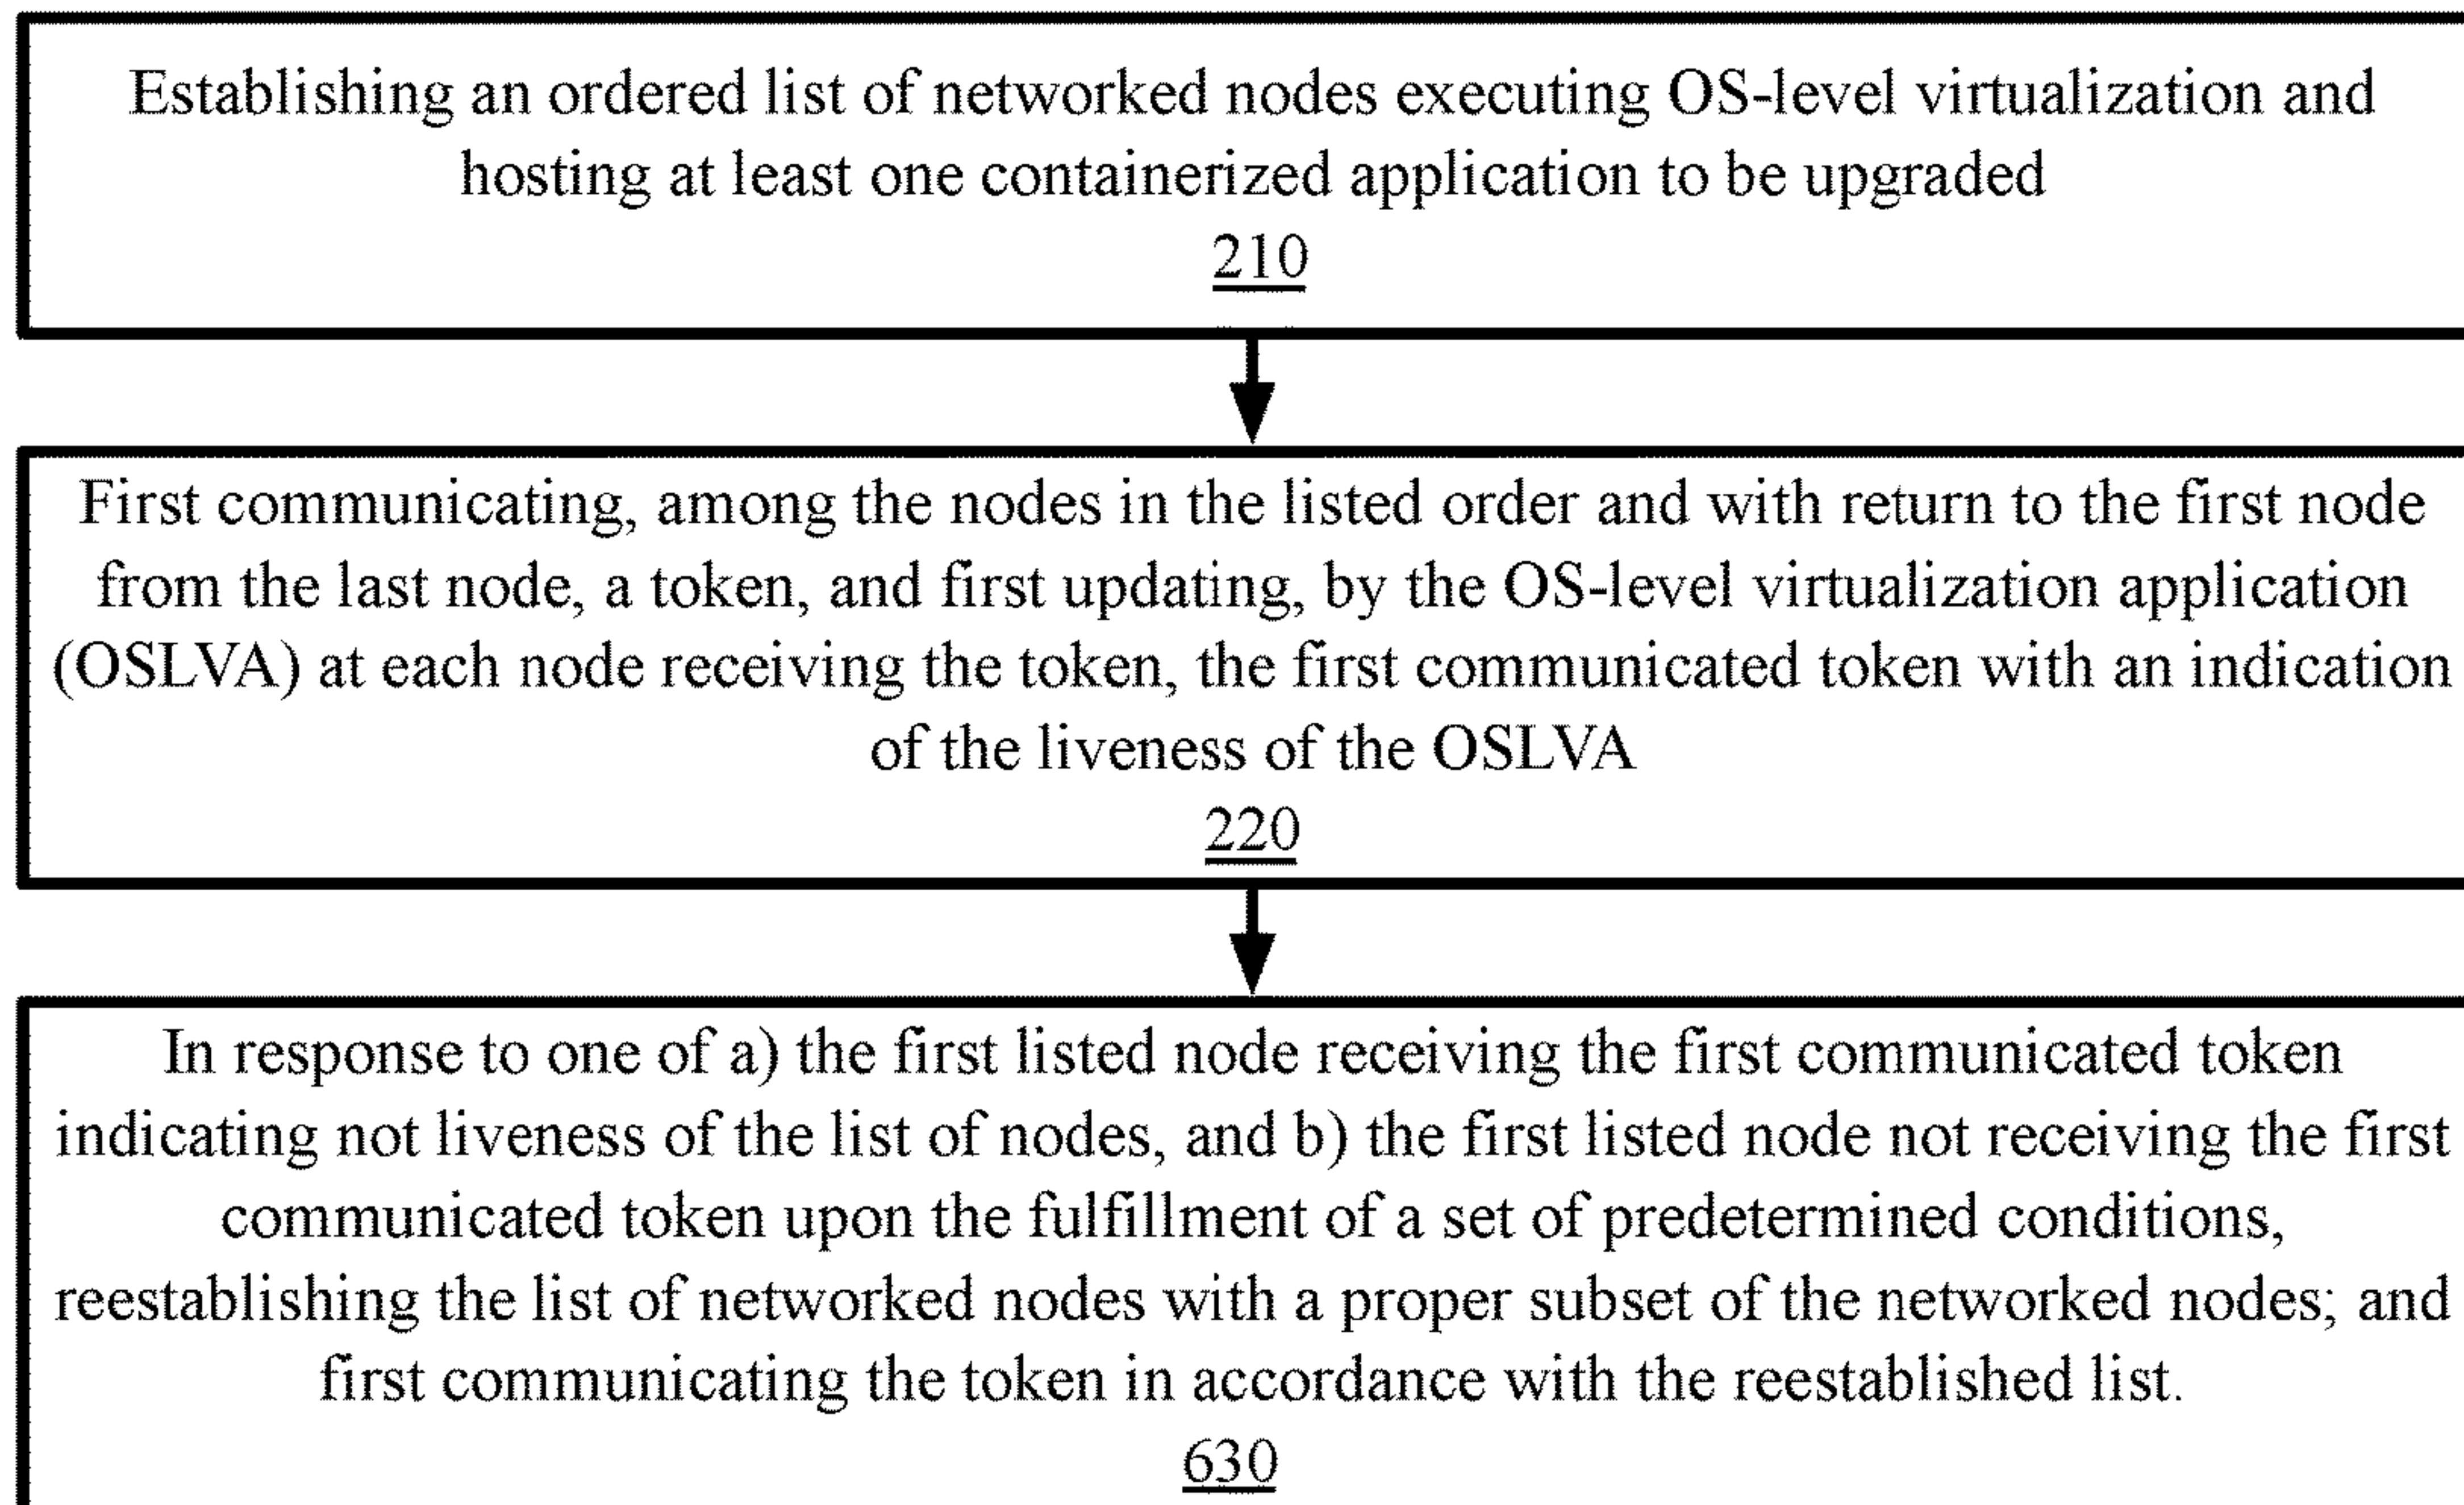 Establishing an ordered list of networked nodes executing OS-level virtualization and
hosting at least one containerized application to be upgraded
210
First communicating, among the nodes in the listed order and with return to the first node
from the last node, a token, and first updating, by the OS-level virtualization application
(OSLVA) at each node receiving the token, the first communicated token with an indication
of the liveness of the OSLVA
220
In response to one of a) the first listed node receiving the first communicated token
indicating not liveness of the list of nodes, and b) the first listed node not receiving the first
communicated token upon the fulfillment of a set of predetermined conditions,
reestablishing the list of networked nodes with a proper subset of the networked nodes; and
first communicating the token in accordance with the reestablished list.
630